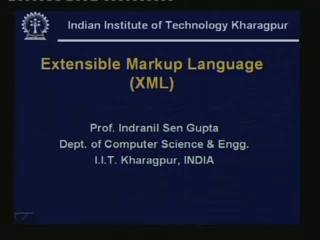 Indian Institute of Technology Kharagpur
Extensible Markup Language
(XML)
Prof. Indranil Sen Gupta
Dept. of Computer Science & Engg.
I.I.T. Kharagpur, INDIA